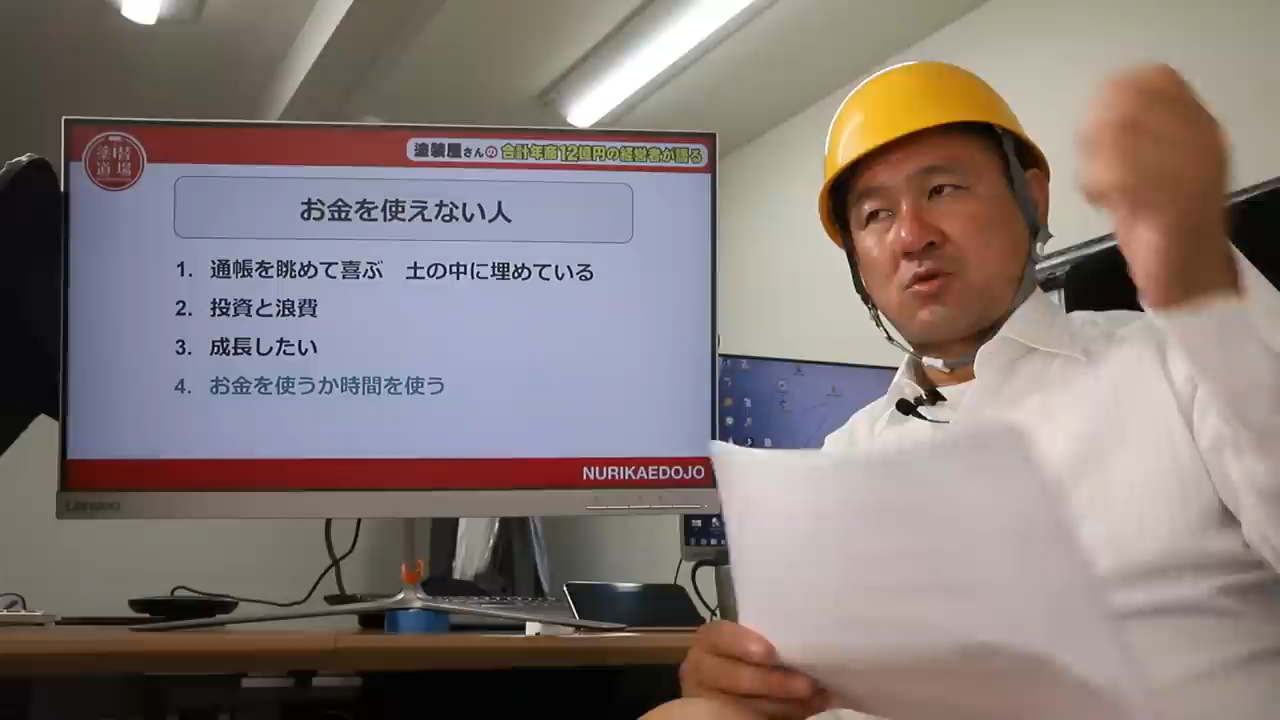 塗替
道場
塗装屋さんの 合計年商12億円の経営者が語る
お金を使えない人
1. 通帳を眺めて喜ぶ　土の中に埋めている
2. 投資と浪費
3. 成長したい
4. お金を使うか時間を使う
NURIKAEDOJO
Lenovo